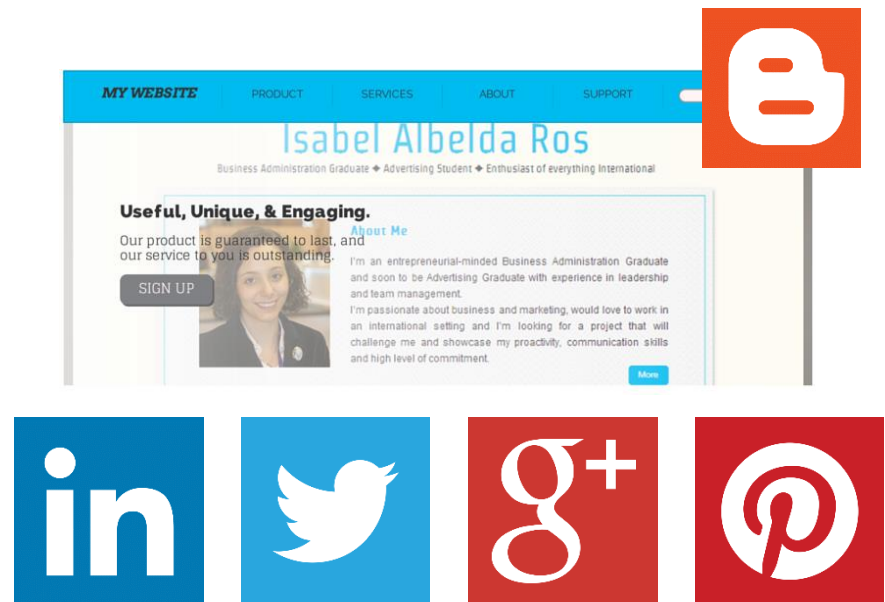 MY WEBSITE PRODUCT SERVICES ABOUT SUPPORT
Isabel Albelda Ros
Business Administration Graduate ✦ Advertising Student ✦ Enthusiast of everything International
Useful, Unique, & Engaging.
Our product is guaranteed to last, and
our service to you is outstanding.
SIGN UP
About Me
I'm an entrepreneurial-minded Business Administration Graduate
and soon to be Advertising Graduate with experience in leadership
and team management.
I'm passionate about business and marketing, would love to work in
an international setting and I'm looking for a project that will
challenge me and showcase my proactivity, communication skills
and high level of commitment.
More
in
g+